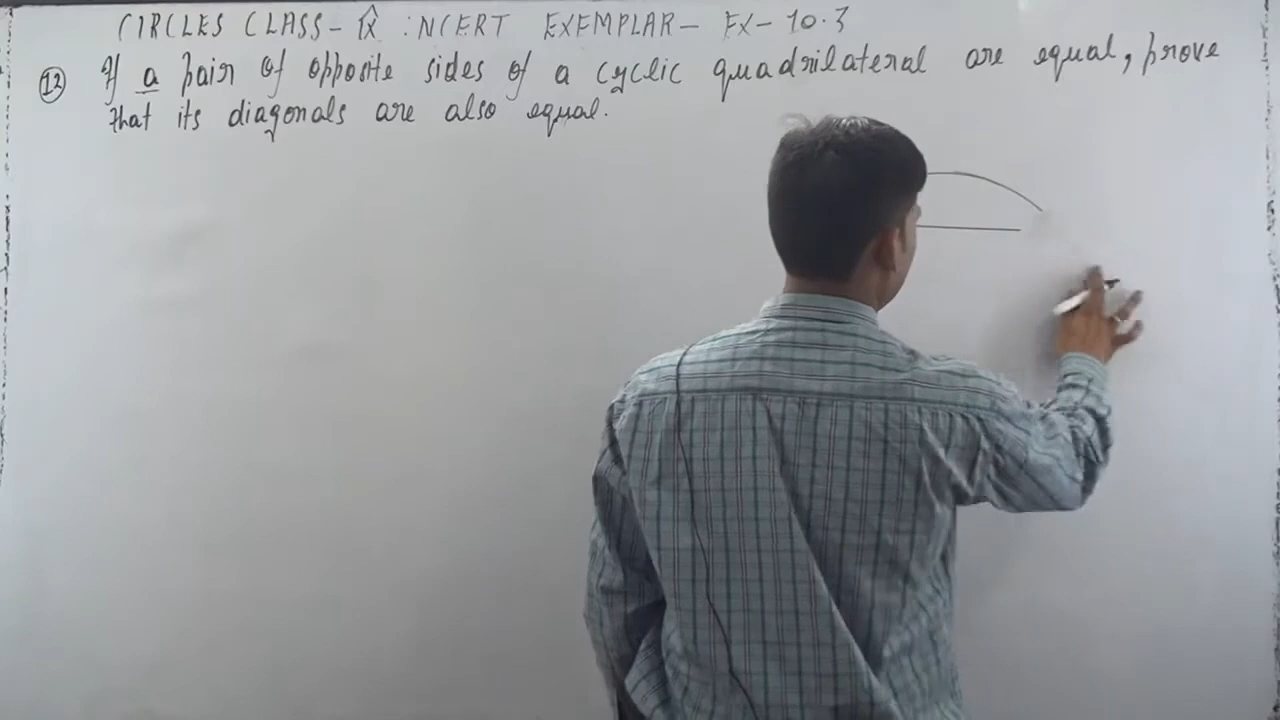 CIRCLES CLASS - IX : NCERT EXEMPLAR - EX - 10.3
12 If a pair of opposite sides of a cyclic quadrilateral are equal, prove
that its diagonals are also equal.